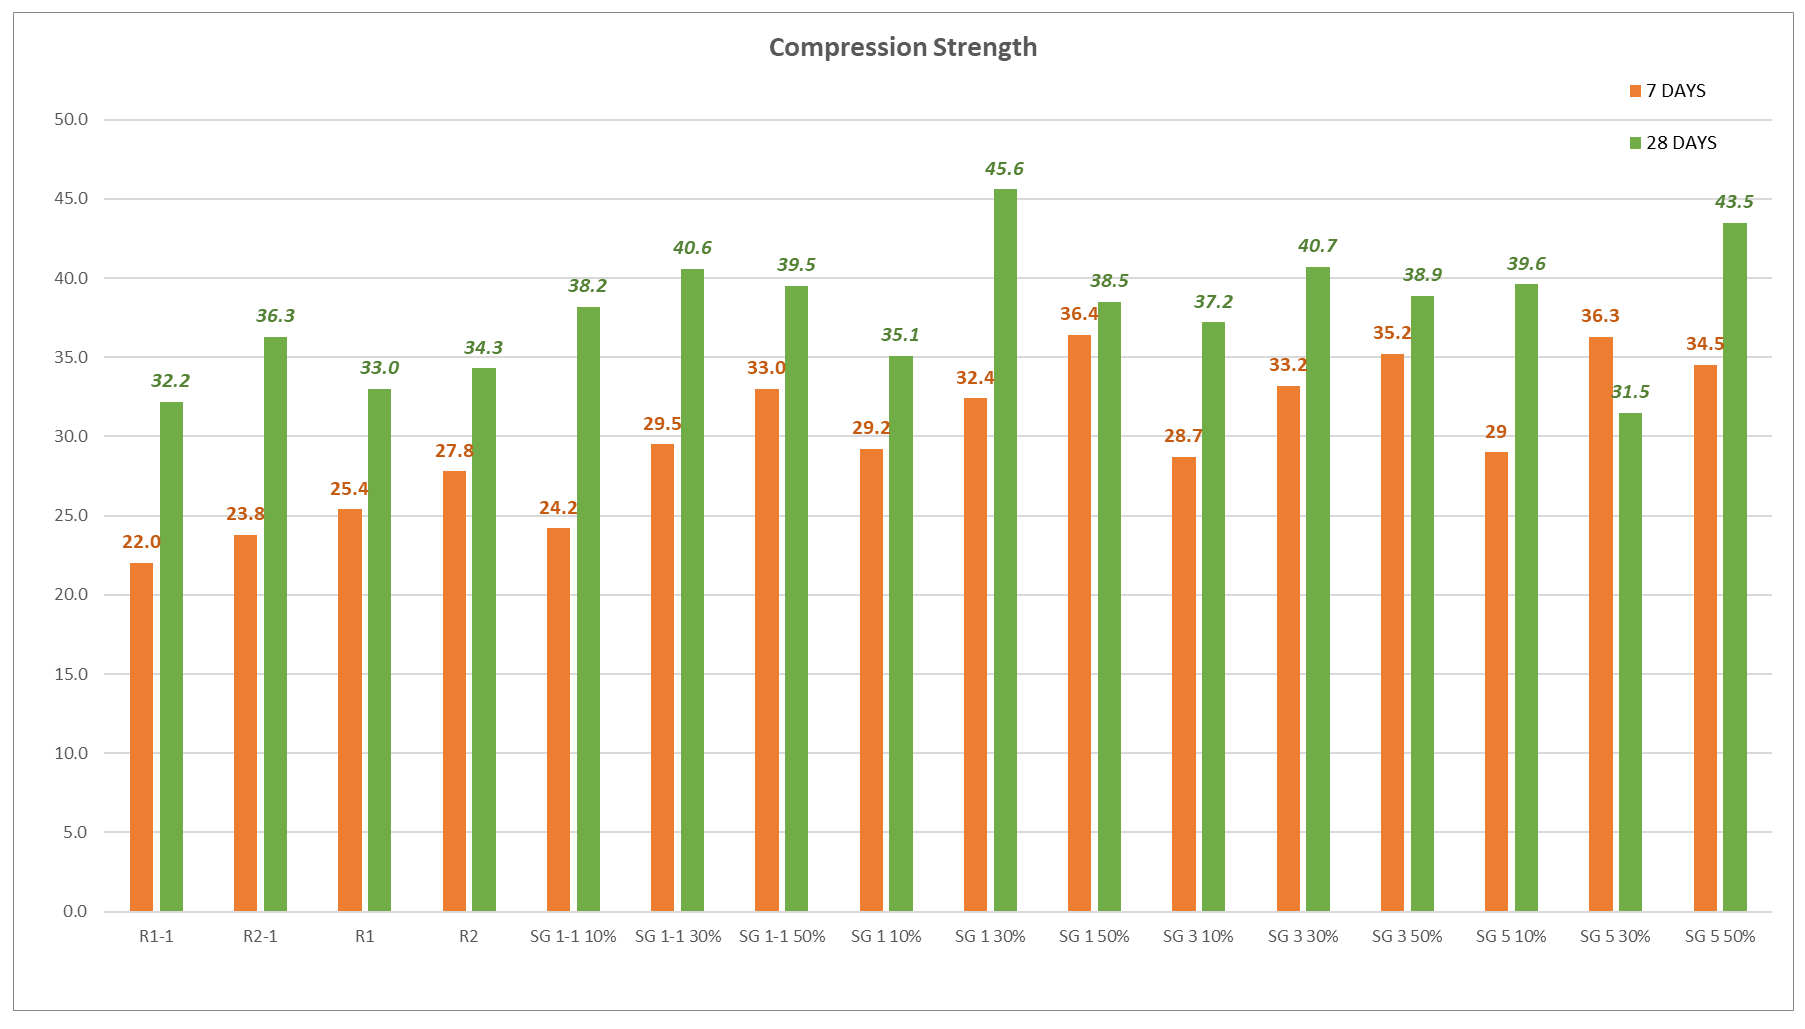 Compression Strength
7 DAYS
28 DAYS
50.0
45.0
40.0
35.0
30.0
25.0
20.0
15.0
10.0
5.0
0.0
22.0
32.2
23.8
36.3
25.4
33.0
27.8
34.3
24.2
38.2
29.5
40.6
33.0
39.5
29.2
35.1
32.4
45.6
36.4
38.5
28.7
37.2
33.2
40.7
35.2
38.9
29
39.6
36.3
31.5
34.5
43.5
R1-1
R2-1
R1
R2
SG 1-1 10%
SG 1-1 30%
SG 1-1 50%
SG 1 10%
SG 1 30%
SG 1 50%
SG 3 10%
SG 3 30%
SG 3 50%
SG 5 10%
SG 5 30%
SG 5 50%